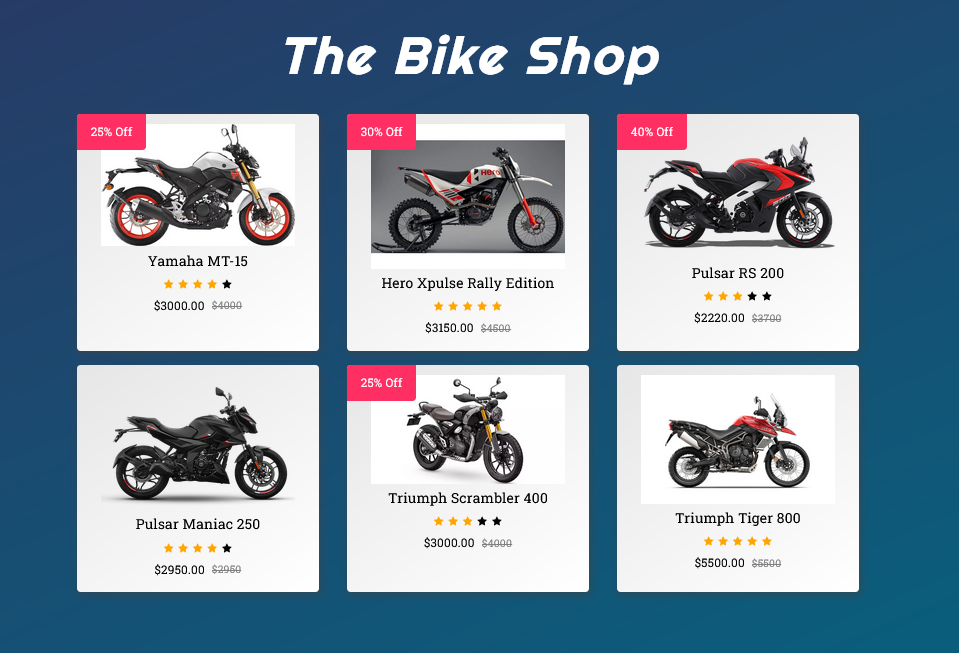 The Bike Shop
25% Off
Yamaha MT-15
$3000.00 $4000
30% Off
Hero
Hero Xpulse Rally Edition
$3150.00 $4500
40% Off
Pulsar RS 200
$2220.00 $3700
Pulsar Maniac 250
$2950.00 $2950
25% Off
Triumph Scrambler 400
$3000.00 $4000
Triumph Tiger 800
$5500.00 $5500